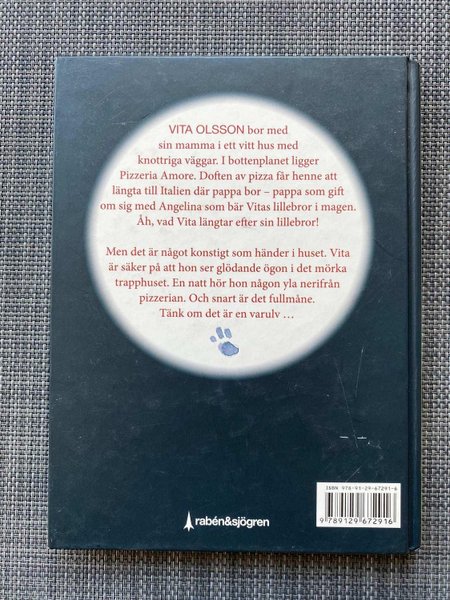 VITA OLSSON bor med
sin mamma i ett vitt hus med
knottriga väggar. I bottenplanet ligger
Pizzeria Amore. Doften av pizza får henne att
längta till Italien där pappa bor – pappa som gift
om sig med Angelina som bär Vitas lillebror i magen.
Åh, vad Vita längtar efter sin lillebror!
Men det är något konstigt som händer i huset. Vita
är säker på att hon ser glödande ögon i det mörka
trapphuset. En natt hör hon någon yla nerifrån
pizzerian. Och snart är det fullmåne.
Tänk om det är en varulv ...
ISBN 978-91-29-67291-6
9 789129 672916
rabén&sjögren